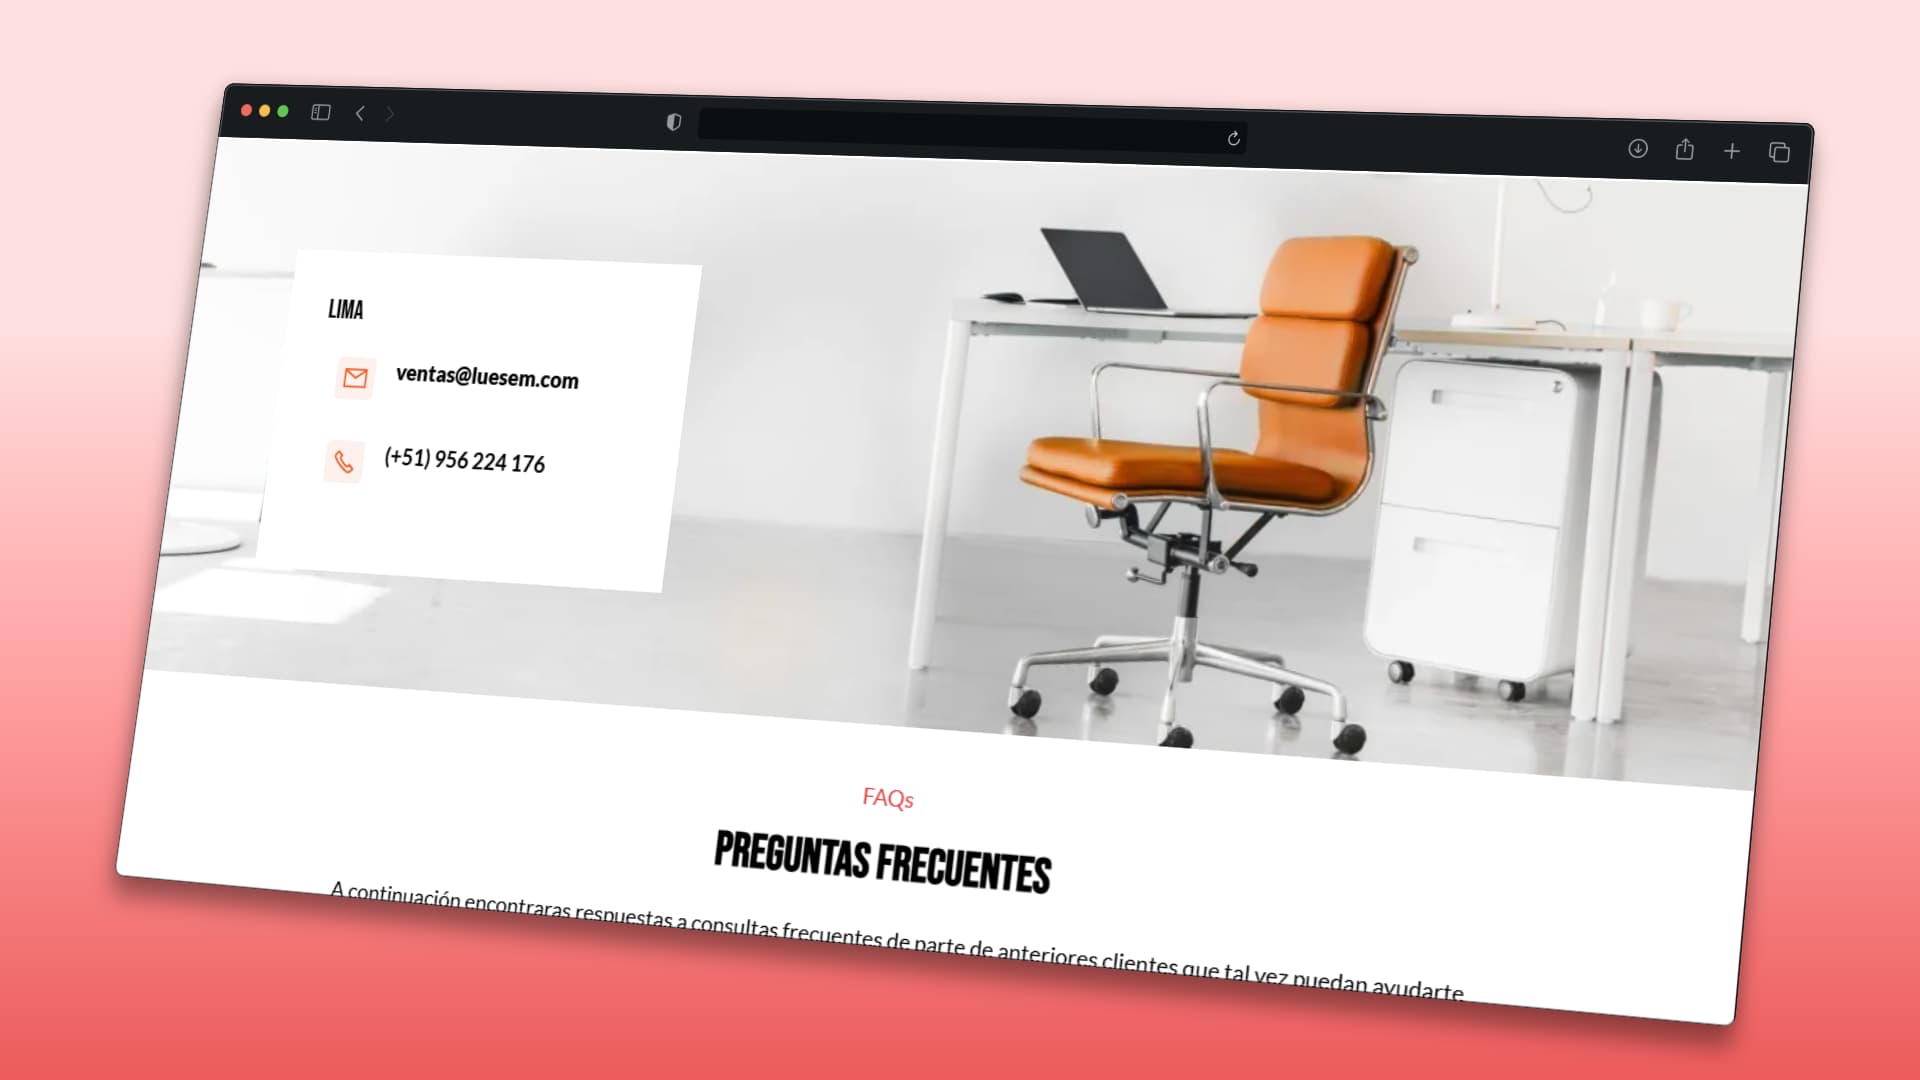 LIMA
ventas@luesem.com
(+51) 956 224 176
FAQs
PREGUNTAS FRECUENTES
A continuación encontraras respuestas a consultas frecuentes de parte de anteriores clientes que tal vez puedan ayudarte